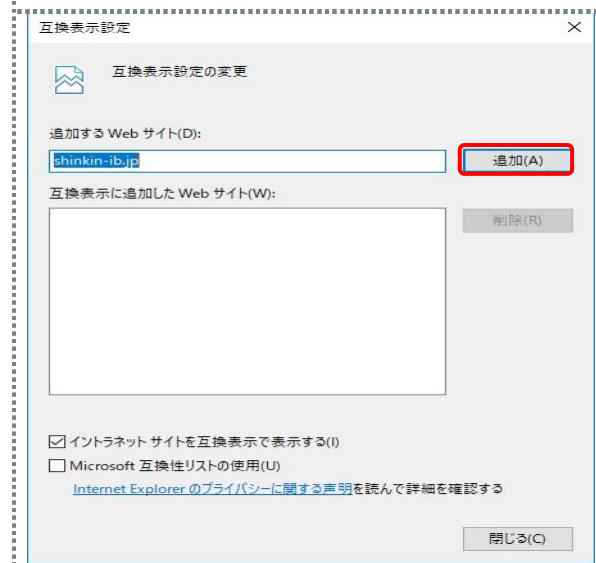 互換表示設定
互換表示設定の変更
追加する Web サイト(D):
shinkin-ib.jp
追加(A)
互換表示に追加した Web サイト(W):
削除(R)
イントラネット サイトを互換表示で表示する(I)
Microsoft 互換性リストの使用(U)
Internet Explorer のプライバシーに関する声明を読んで詳細を確認する
閉じる(C)